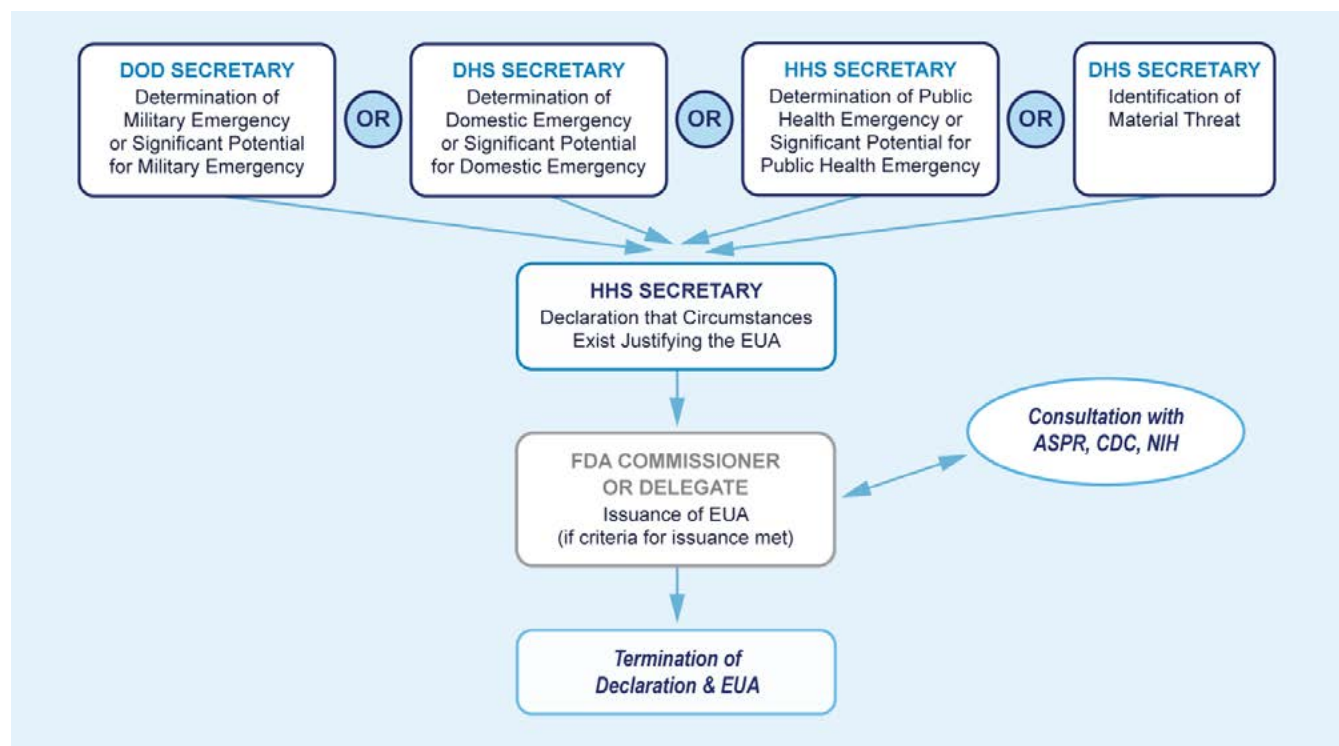 DOD SECRETARY
Determination of
Military Emergency
or Significant Potential
for Military Emergency
OR
DHS SECRETARY
Determination of
Domestic Emergency
or Significant Potential
for Domestic Emergency
OR
HHS SECRETARY
Determination of Public
Health Emergency or
Significant Potential for
Public Health Emergency
OR
DHS SECRETARY
Identification of
Material Threat
HHS SECRETARY
Declaration that Circumstances
Exist Justifying the EUA
FDA COMMISSIONER
OR DELEGATE
Issuance of EUA
(if criteria for issuance met)
Consultation with
ASPR, CDC, NIH
Termination of
Declaration & EUA